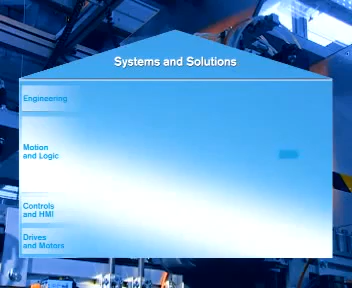 Systems and Solutions
Engineering
Motion
and Logic
Controls
and HMI
Drives
and Motors